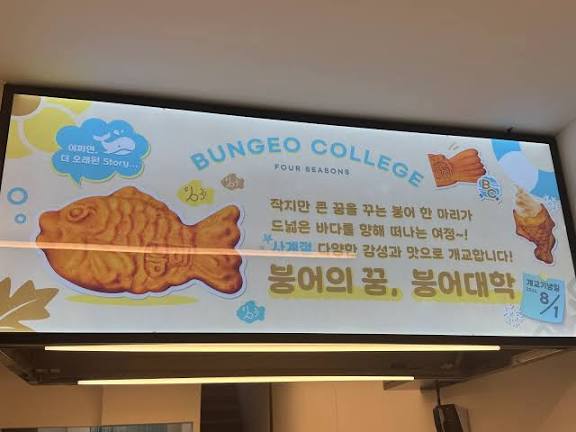 어쩌면,
더 오래된 Story...
BUNGEO COLLEGE
FOUR SEASONS
B
C
작지만 큰 꿈을 꾸는 붕어 한 마리가
드넓은 바다를 향해 떠나는 여정~!
사계절 다양한 감성과 맛으로 개교합니다!
붕어의 꿈, 붕어대학
개교기념일
8/1